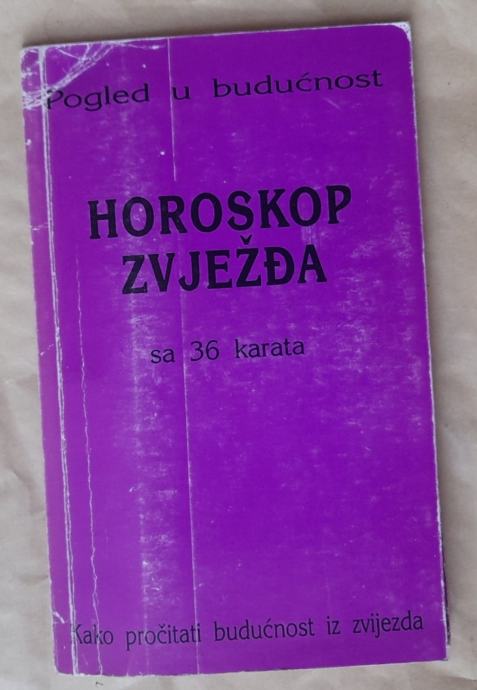 Pogled u budućnost
HOROSKOP
ZVJEŽĐA
sa 36 karata
Kako pročitati budućnost iz zvijezda